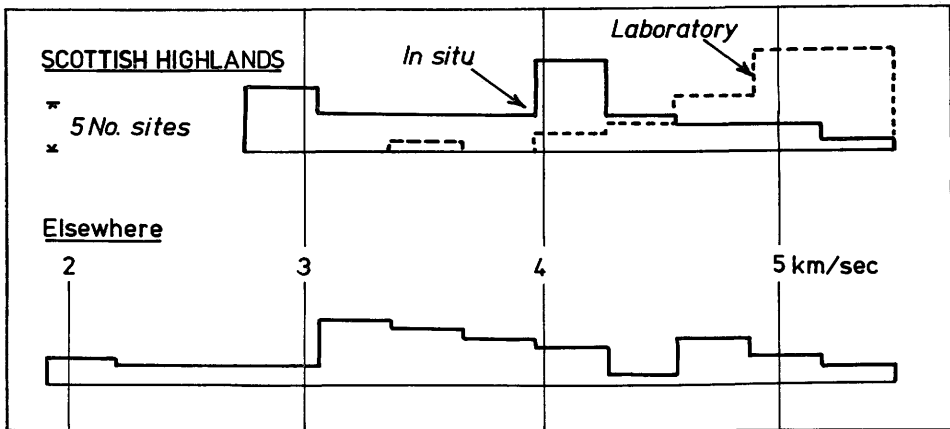 Laboratory
In situ
SCOTTISH HIGHLANDS
5 No. sites
Elsewhere
2 3 4 5 km/sec